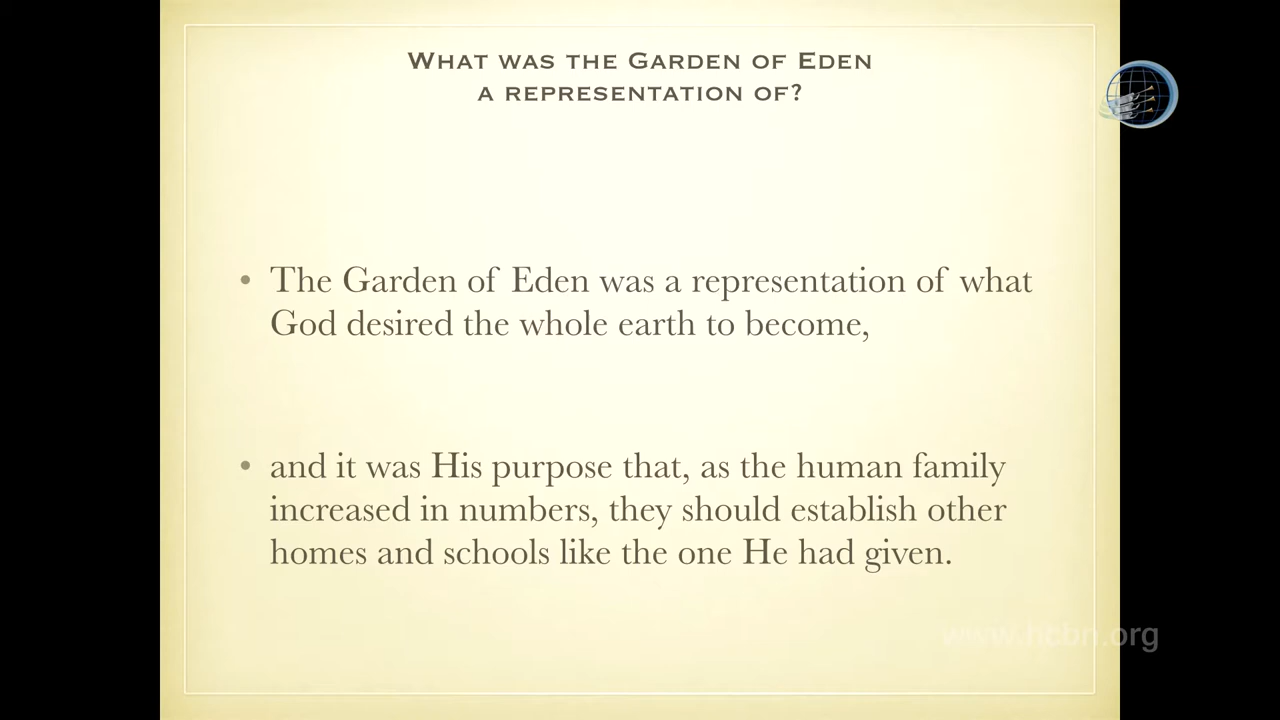 What was the Garden of Eden
a representation of?
• The Garden of Eden was a representation of what
God desired the whole earth to become,
• and it was His purpose that, as the human family
increased in numbers, they should establish other
homes and schools like the one He had given.
www.hcbn.org